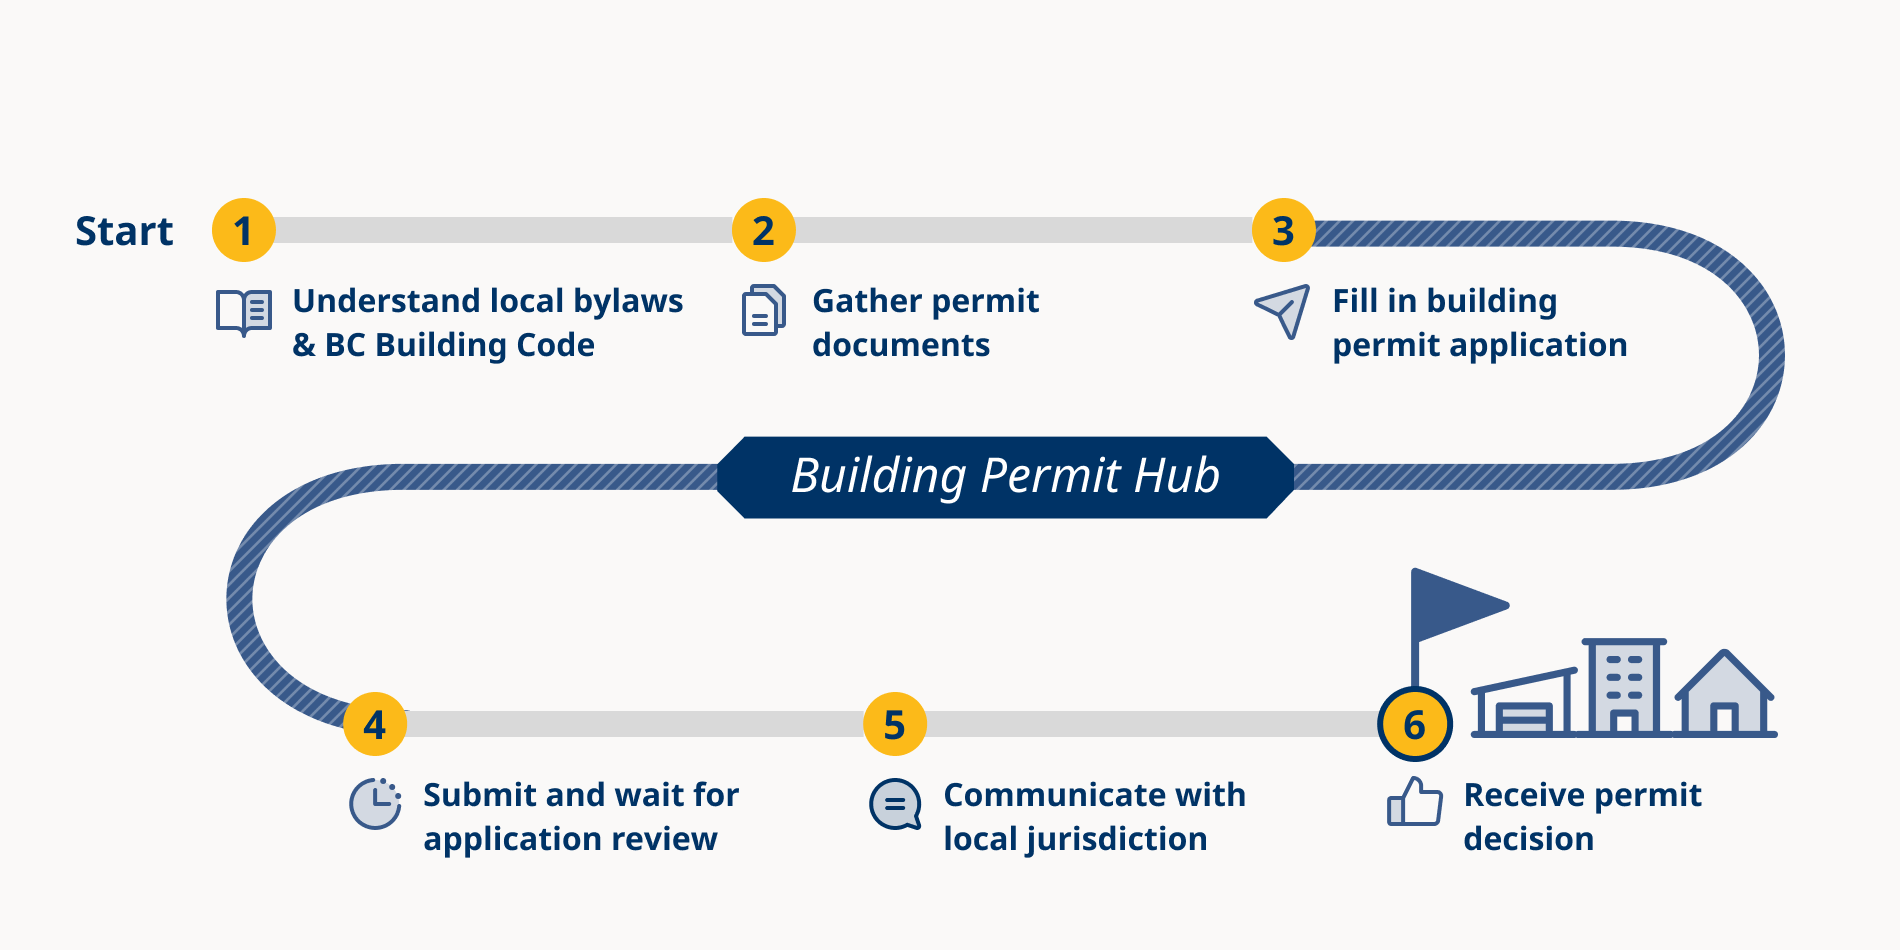 Start
1
2
3
Understand local bylaws
& BC Building Code
Gather permit
documents
Fill in building
permit application
Building Permit Hub
4
5
6
Submit and wait for
application review
Communicate with
local jurisdiction
Receive permit
decision